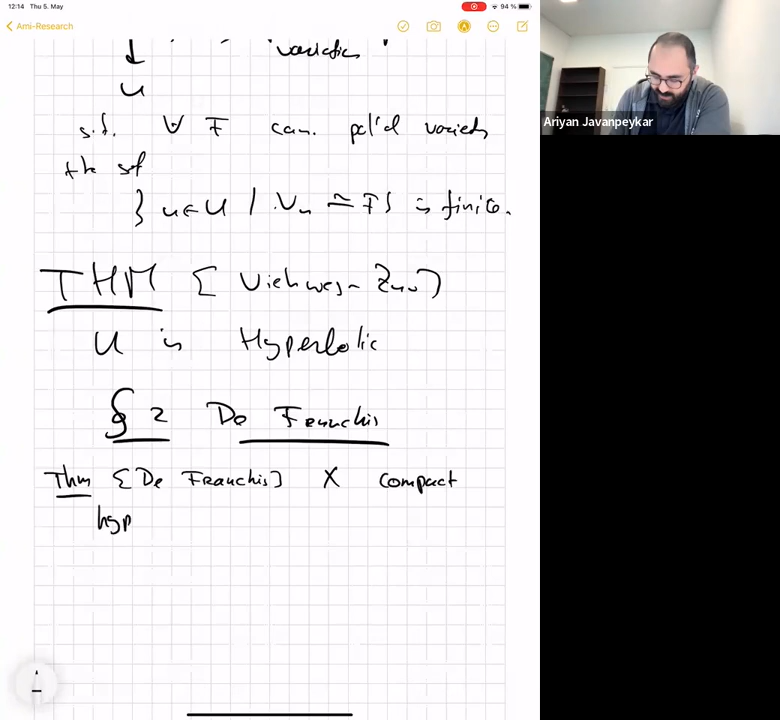 12:14 Thu 5. May
94 %
Ami-Research
varieties
U
s.t. ∀ F can. pol'd variety
the set
} u∈U | Vu ≅ F } is finite.
THM [ Viehweg - Zuo ]
U is Hyperbolic
§ 2 De Franchis
Thm [De Franchis] X compact
hyp
Ariyan Javanpeykar